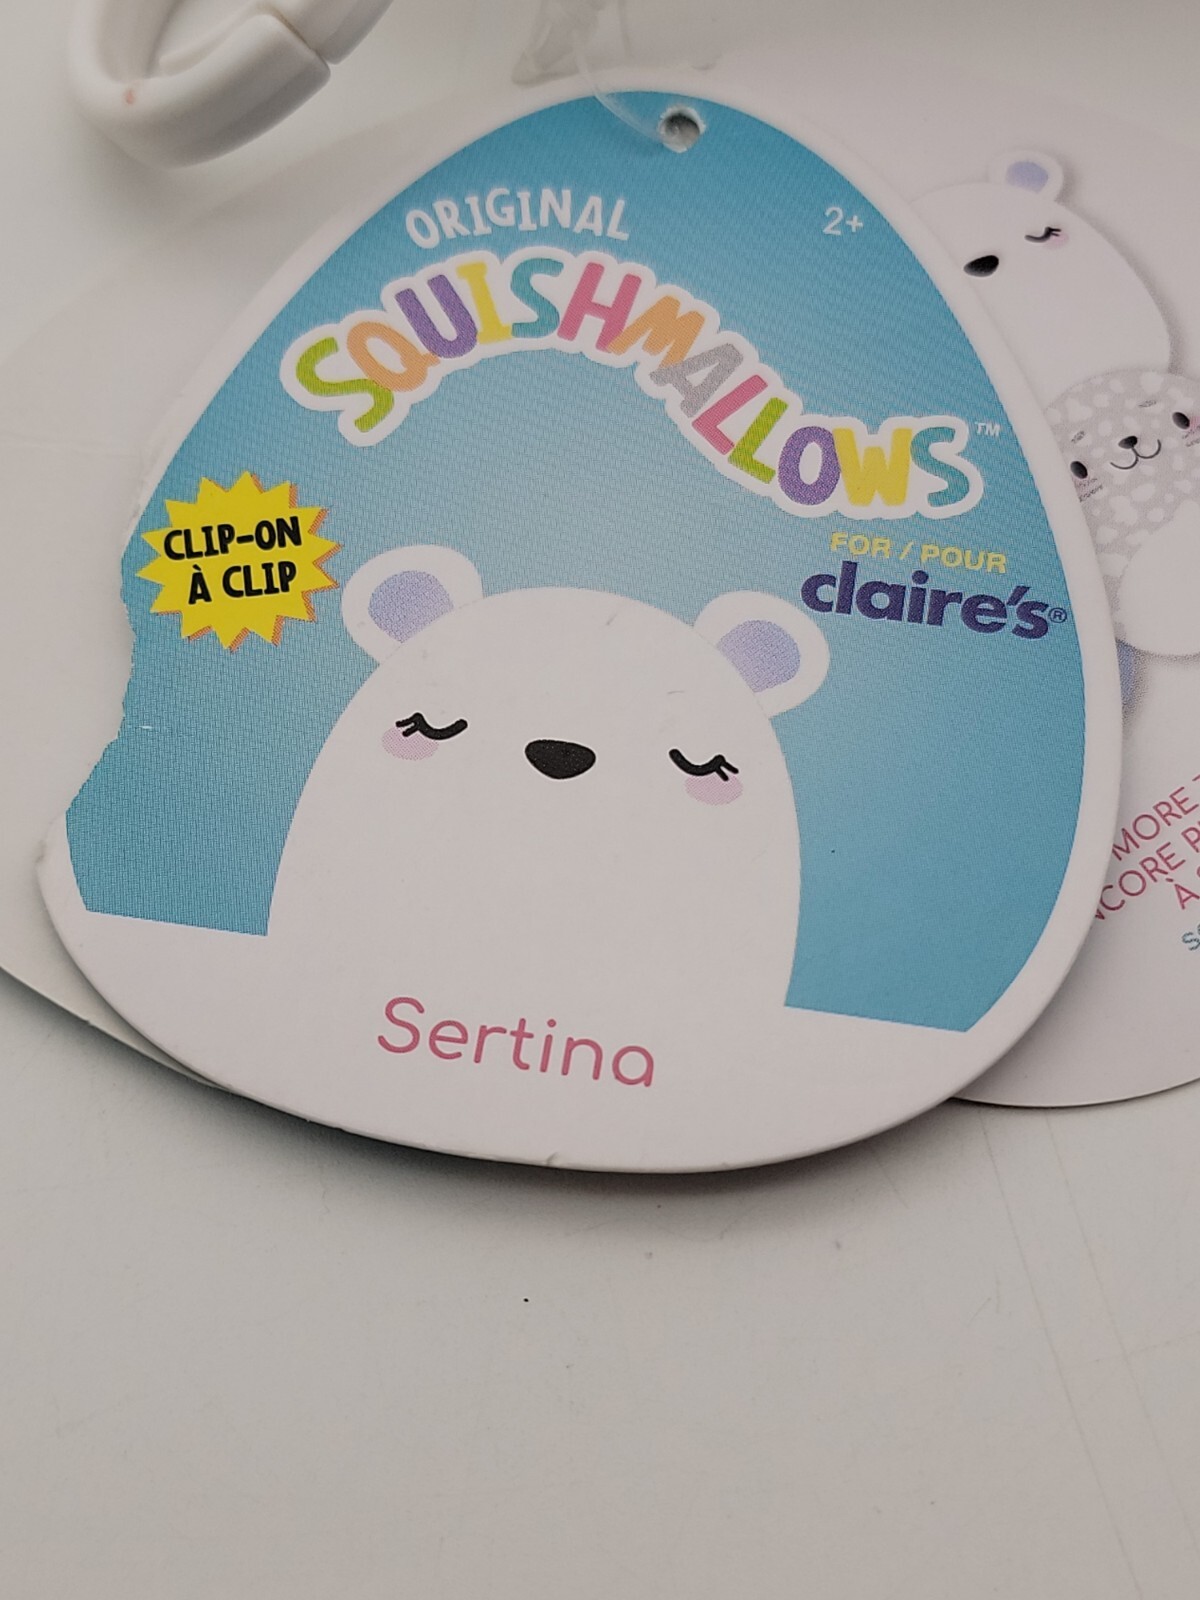 ORIGINAL
SQUISHMALLOWS™
2+
FOR / POUR
claire's®
CLIP-ON
À CLIP
Sertina
MORE
À